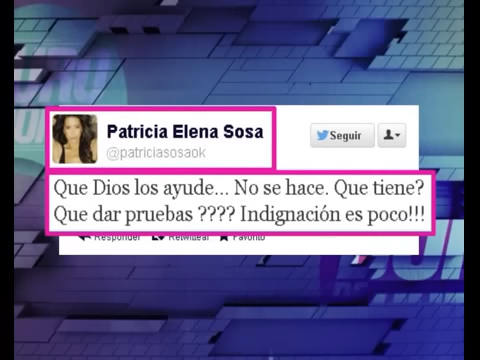 Patricia Elena Sosa
@patriciasosaok
Seguir
Que Dios los ayude... No se hace. Que tiene?
Que dar pruebas ???? Indignación es poco!!!
Responder Retwittear Favorito